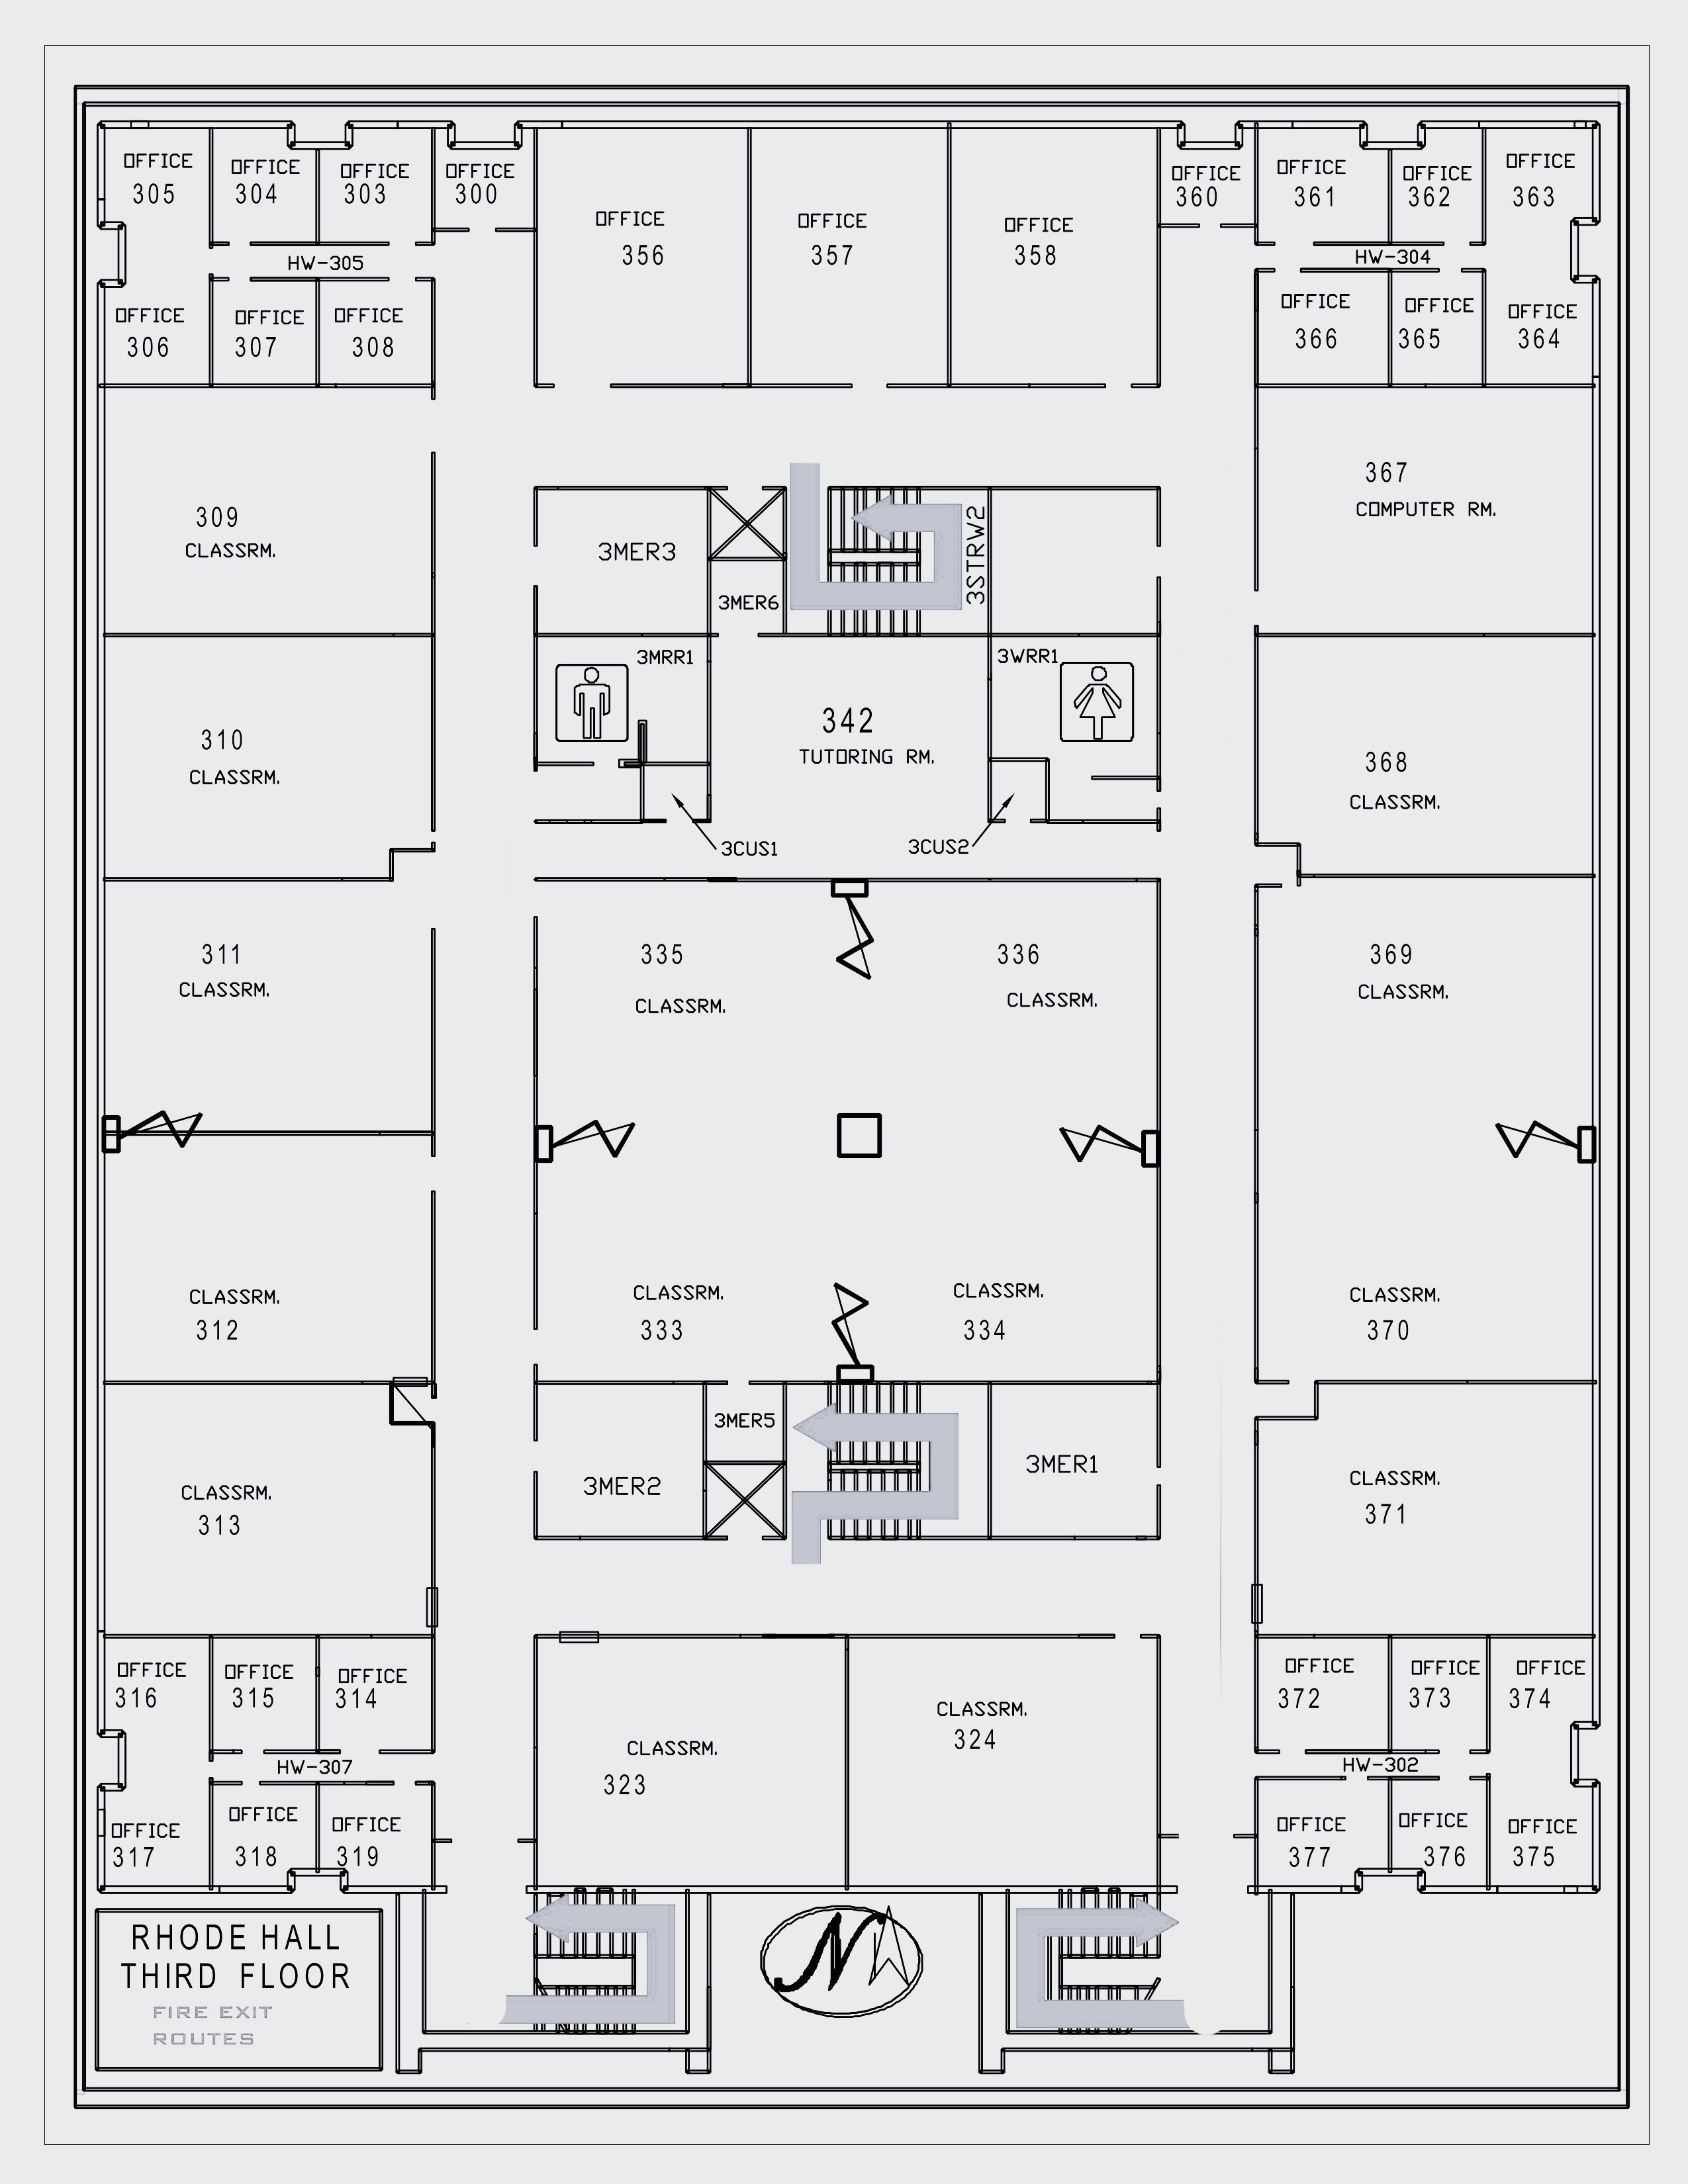 OFFICE
305
OFFICE
304
OFFICE
303
OFFICE
300
OFFICE
356
OFFICE
357
OFFICE
358
OFFICE
360
OFFICE
361
OFFICE
362
OFFICE
363
HW-305
HW-304
OFFICE
306
OFFICE
307
OFFICE
308
OFFICE
366
OFFICE
365
OFFICE
364
309
CLASSRM.
3MER3
3MER6
3STRW2
367
COMPUTER RM.
310
CLASSRM.
3MRR1
342
TUTORING RM.
3WRR1
3CUS1
3CUS2
368
CLASSRM.
311
CLASSRM.
335
CLASSRM.
336
CLASSRM.
369
CLASSRM.
CLASSRM.
312
CLASSRM.
333
CLASSRM.
334
CLASSRM.
370
CLASSRM.
313
3MER2
3MER5
3MER1
CLASSRM.
371
OFFICE
316
OFFICE
315
OFFICE
314
CLASSRM.
323
CLASSRM.
324
OFFICE
372
OFFICE
373
OFFICE
374
HW-307
HW-302
OFFICE
317
OFFICE
318
OFFICE
319
OFFICE
377
OFFICE
376
OFFICE
375
RHODE HALL
THIRD FLOOR
FIRE EXIT
ROUTES
N